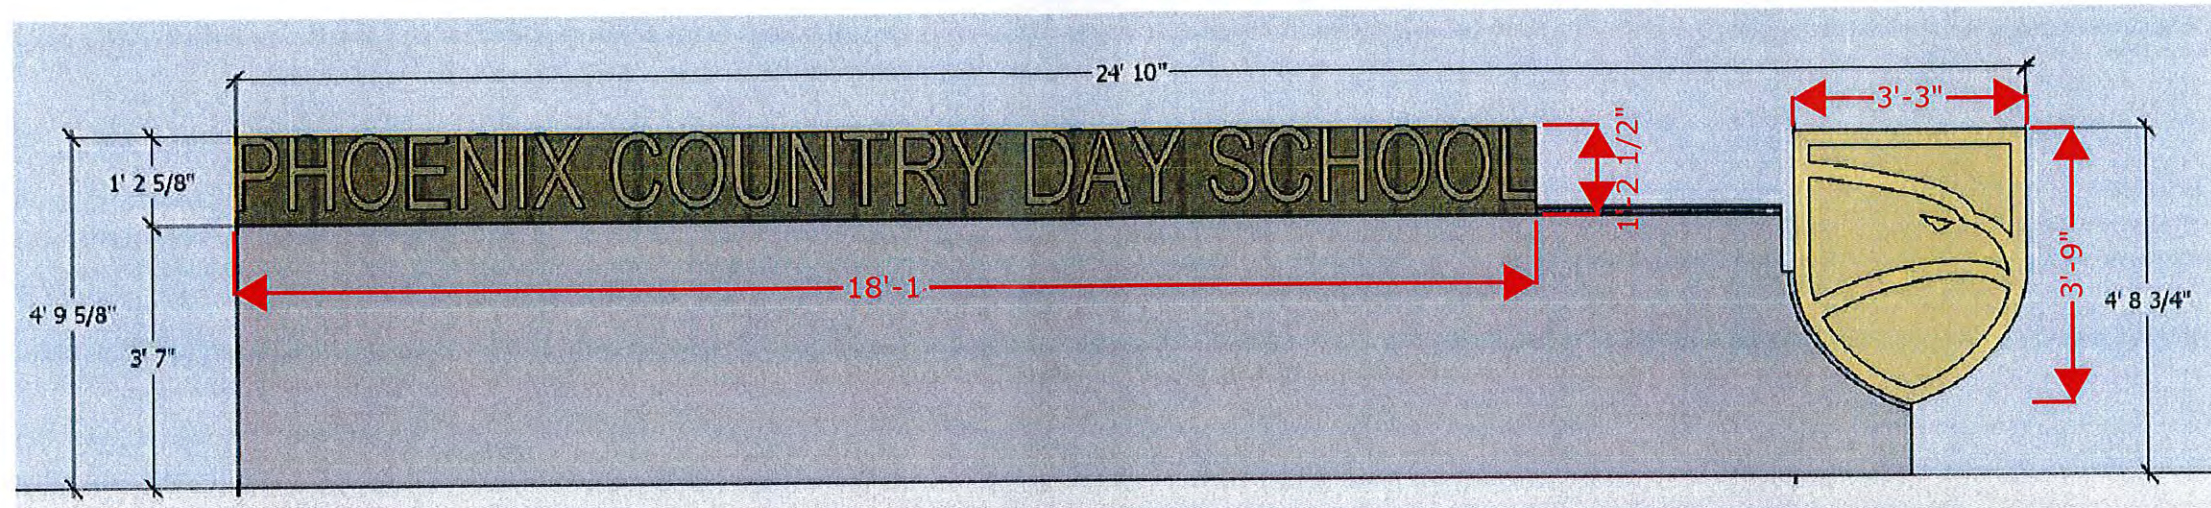 24' 10"
3'-3"
PHOENIX COUNTRY DAY SCHOOL
1' 2 5/8"
1'-2 1/2"
18'-1
3'-9"
4' 9 5/8"
4' 8 3/4"
3' 7"